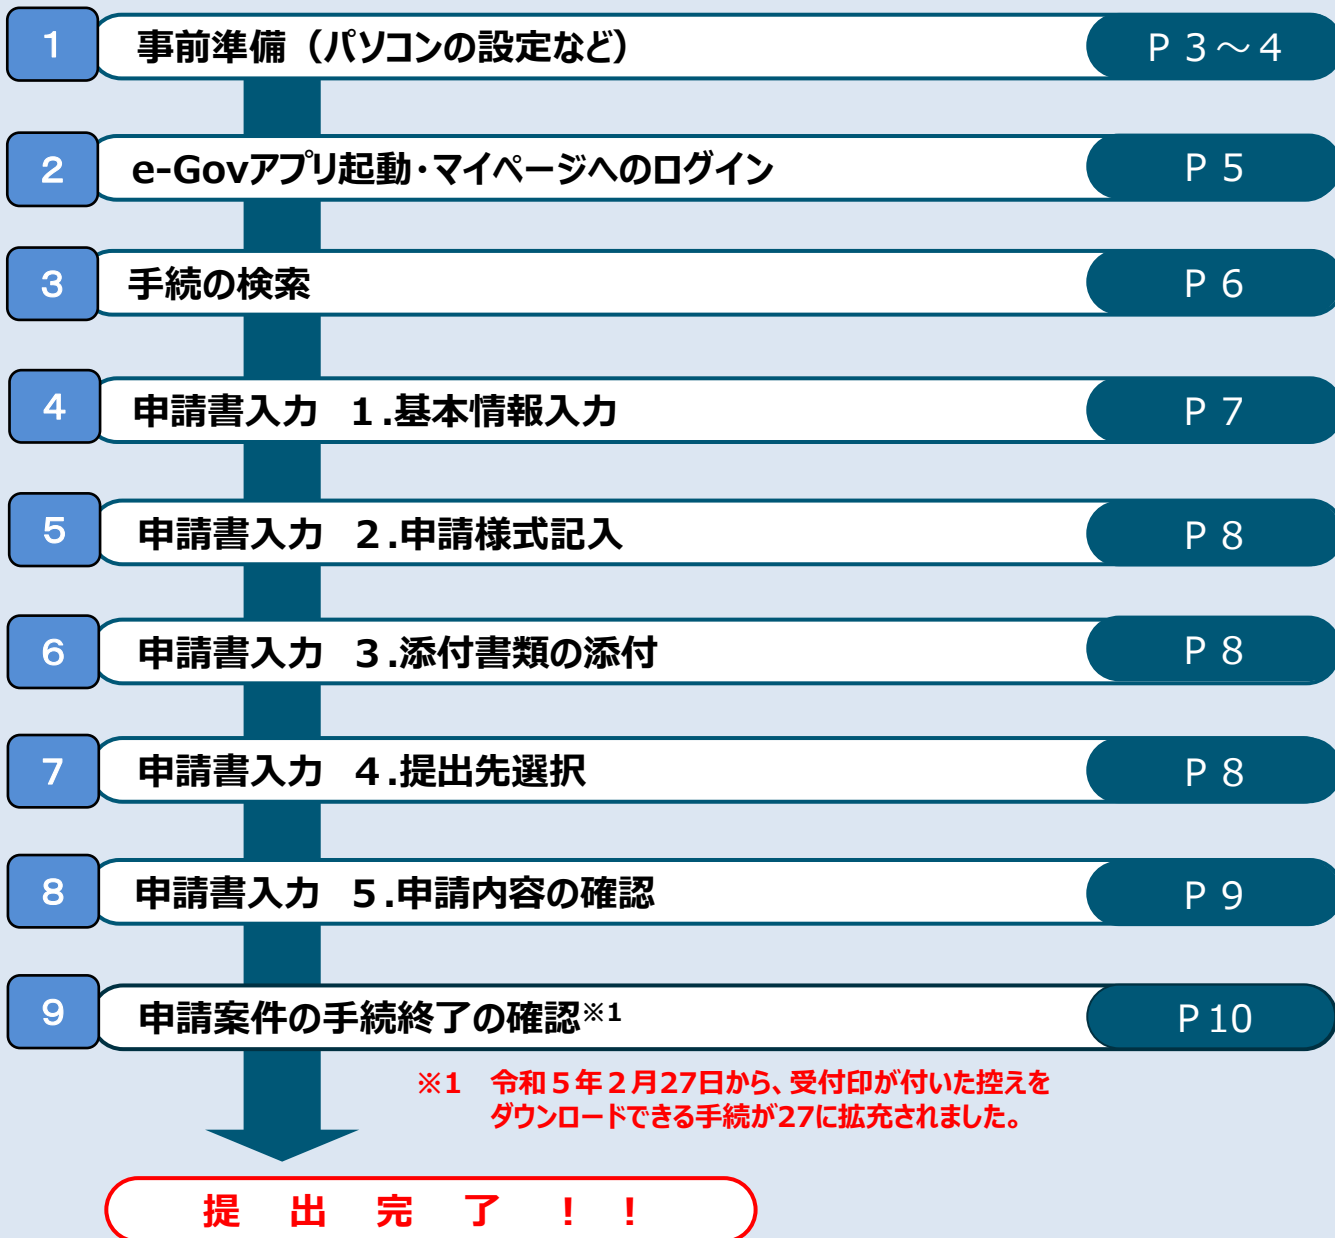 1 事前準備（パソコンの設定など） P 3～4
2 e-Govアプリ起動・マイページへのログイン P 5
3 手続の検索 P 6
4 申請書入力 １.基本情報入力 P 7
5 申請書入力 ２.申請様式記入 P 8
6 申請書入力 ３.添付書類の添付 P 8
7 申請書入力 ４.提出先選択 P 8
8 申請書入力 ５.申請内容の確認 P 9
9 申請案件の手続終了の確認※1 P10
※1 令和５年２月27日から、受付印が付いた控えを
ダウンロードできる手続が27に拡充されました。
提 出 完 了 ！ ！